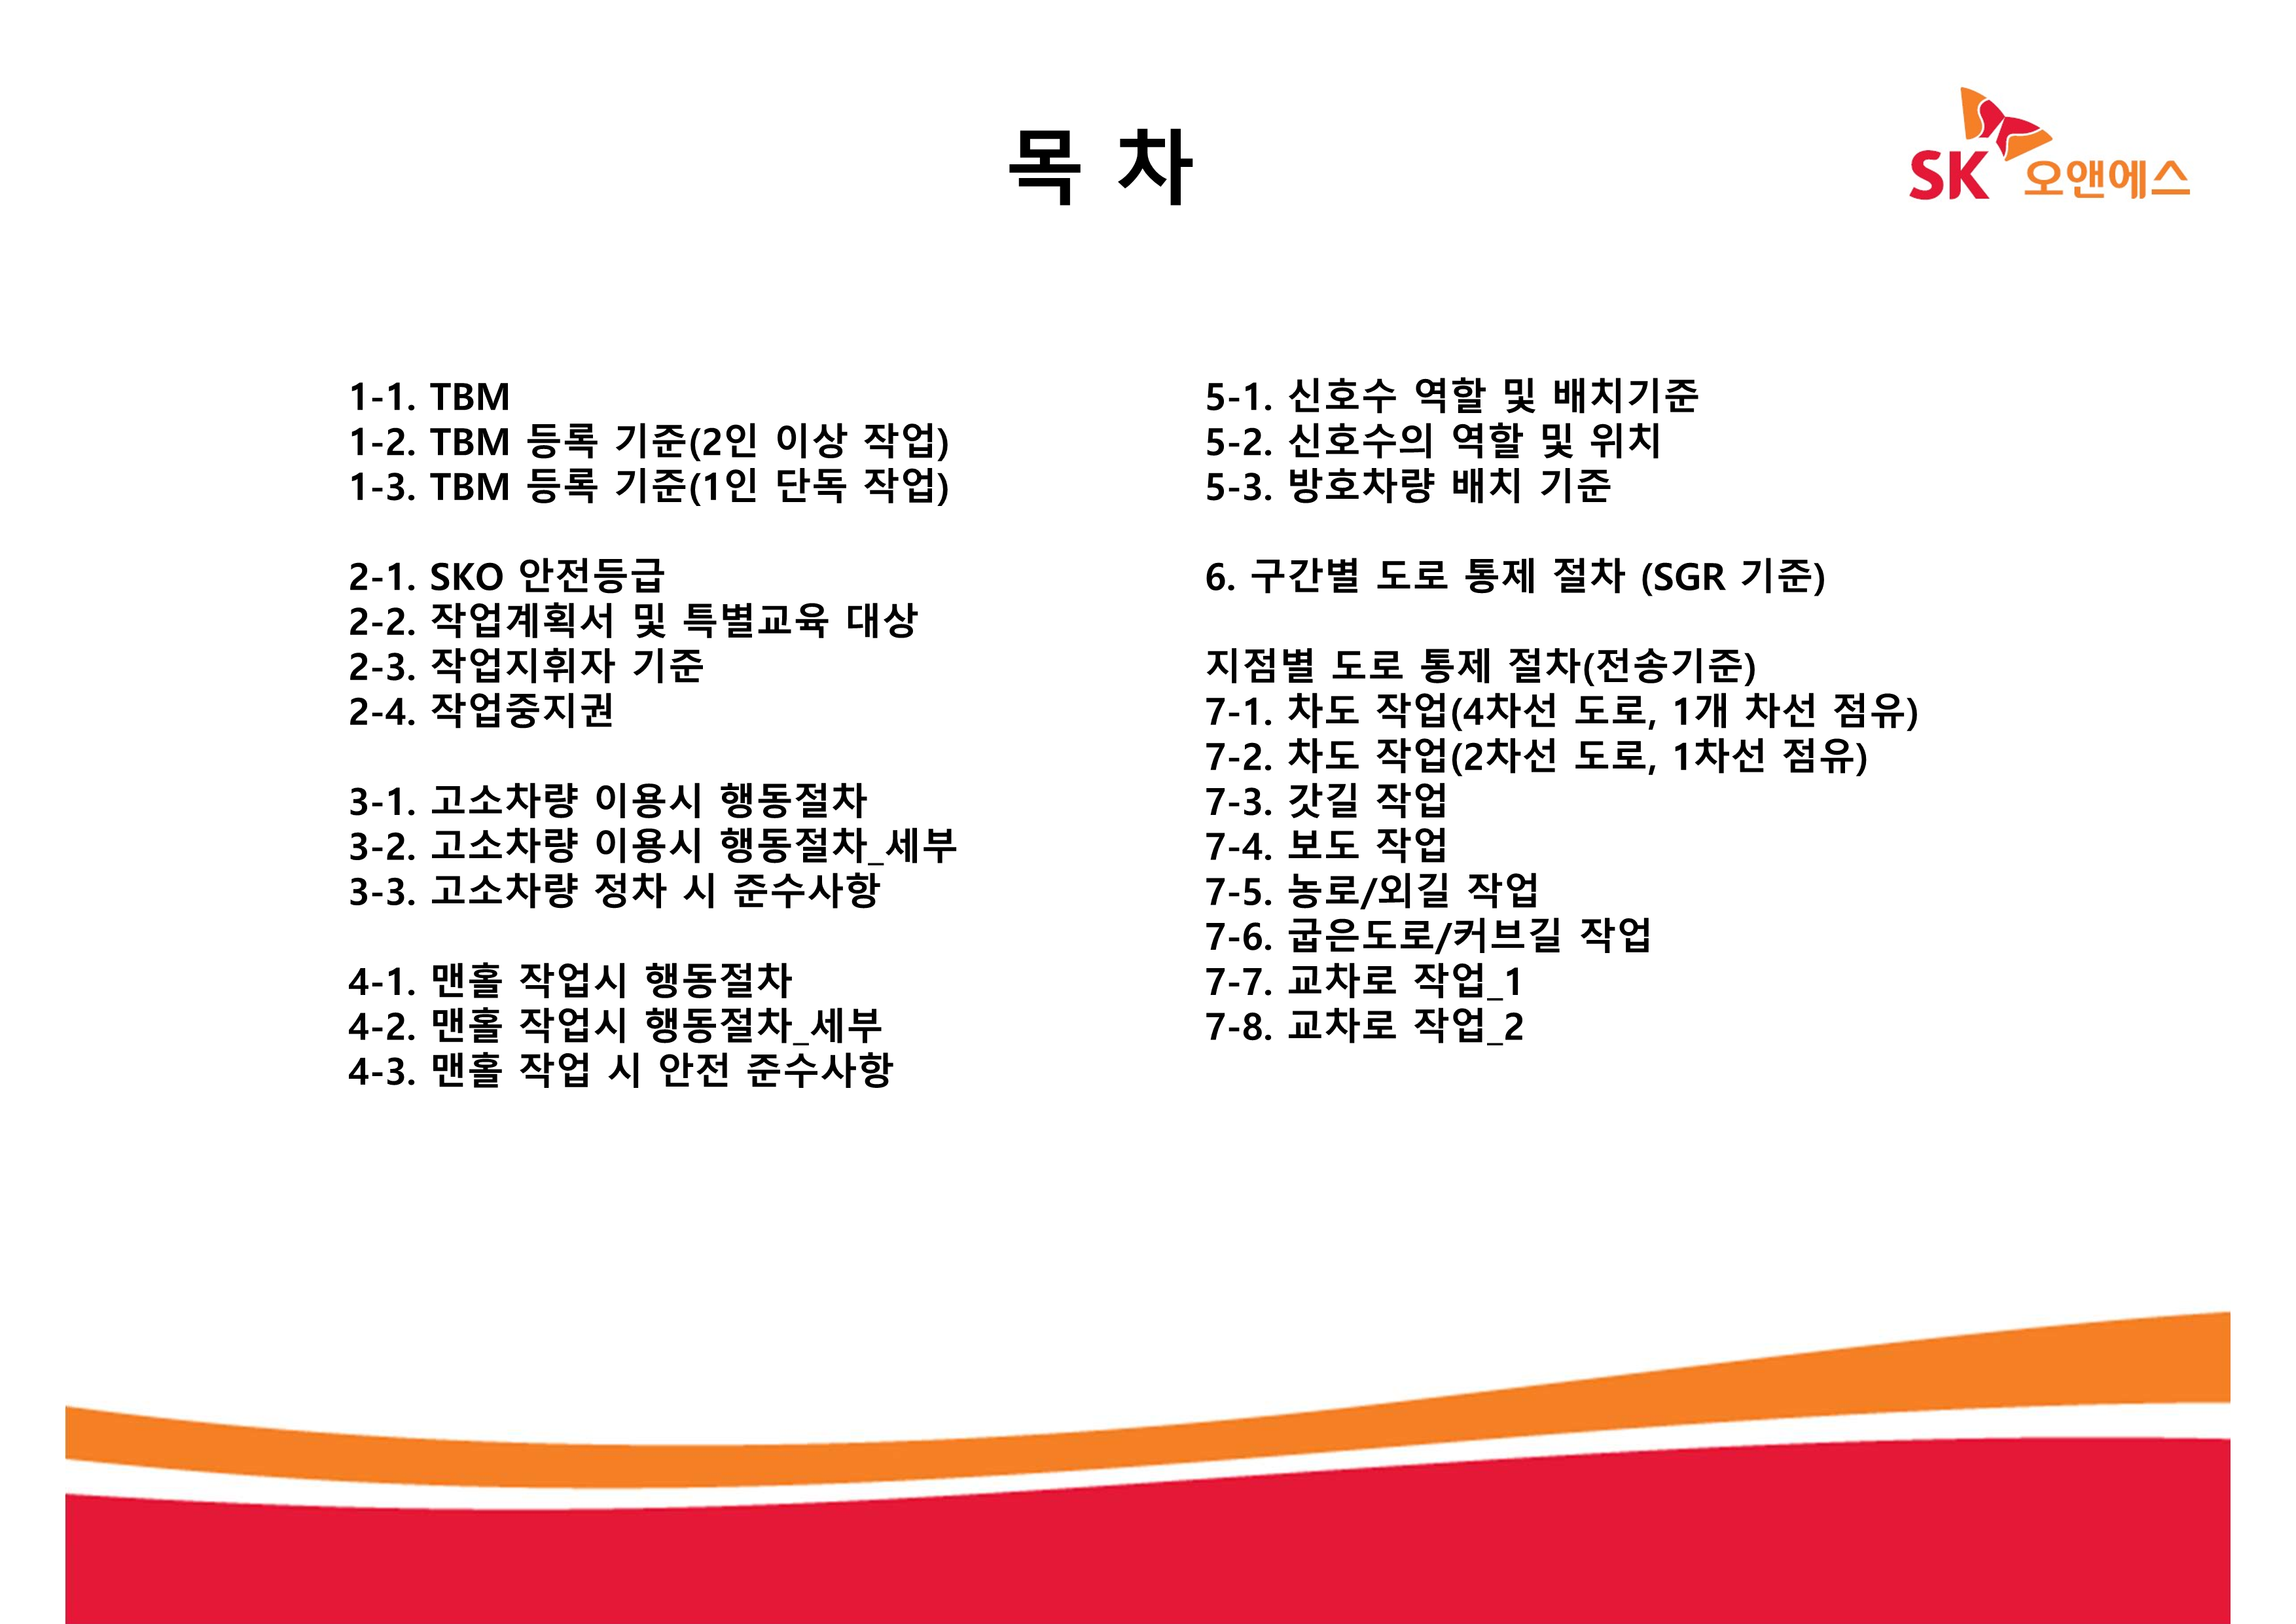 목 차
SK 오앤에스
1-1. TBM
1-2. TBM 등록 기준(2인 이상 작업)
1-3. TBM 등록 기준(1인 단독 작업)
2-1. SKO 안전등급
2-2. 작업계획서 및 특별교육 대상
2-3. 작업지휘자 기준
2-4. 작업중지권
3-1. 고소차량 이용시 행동절차
3-2. 고소차량 이용시 행동절차_세부
3-3. 고소차량 정차 시 준수사항
4-1. 맨홀 작업시 행동절차
4-2. 맨홀 작업시 행동절차_세부
4-3. 맨홀 작업 시 안전 준수사항
5-1. 신호수 역할 및 배치기준
5-2. 신호수의 역할 및 위치
5-3. 방호차량 배치 기준
6. 구간별 도로 통제 절차 (SGR 기준)
지점별 도로 통제 절차(전송기준)
7-1. 차도 작업(4차선 도로, 1개 차선 점유)
7-2. 차도 작업(2차선 도로, 1차선 점유)
7-3. 갓길 작업
7-4. 보도 작업
7-5. 농로/외길 작업
7-6. 굽은도로/커브길 작업
7-7. 교차로 작업_1
7-8. 교차로 작업_2